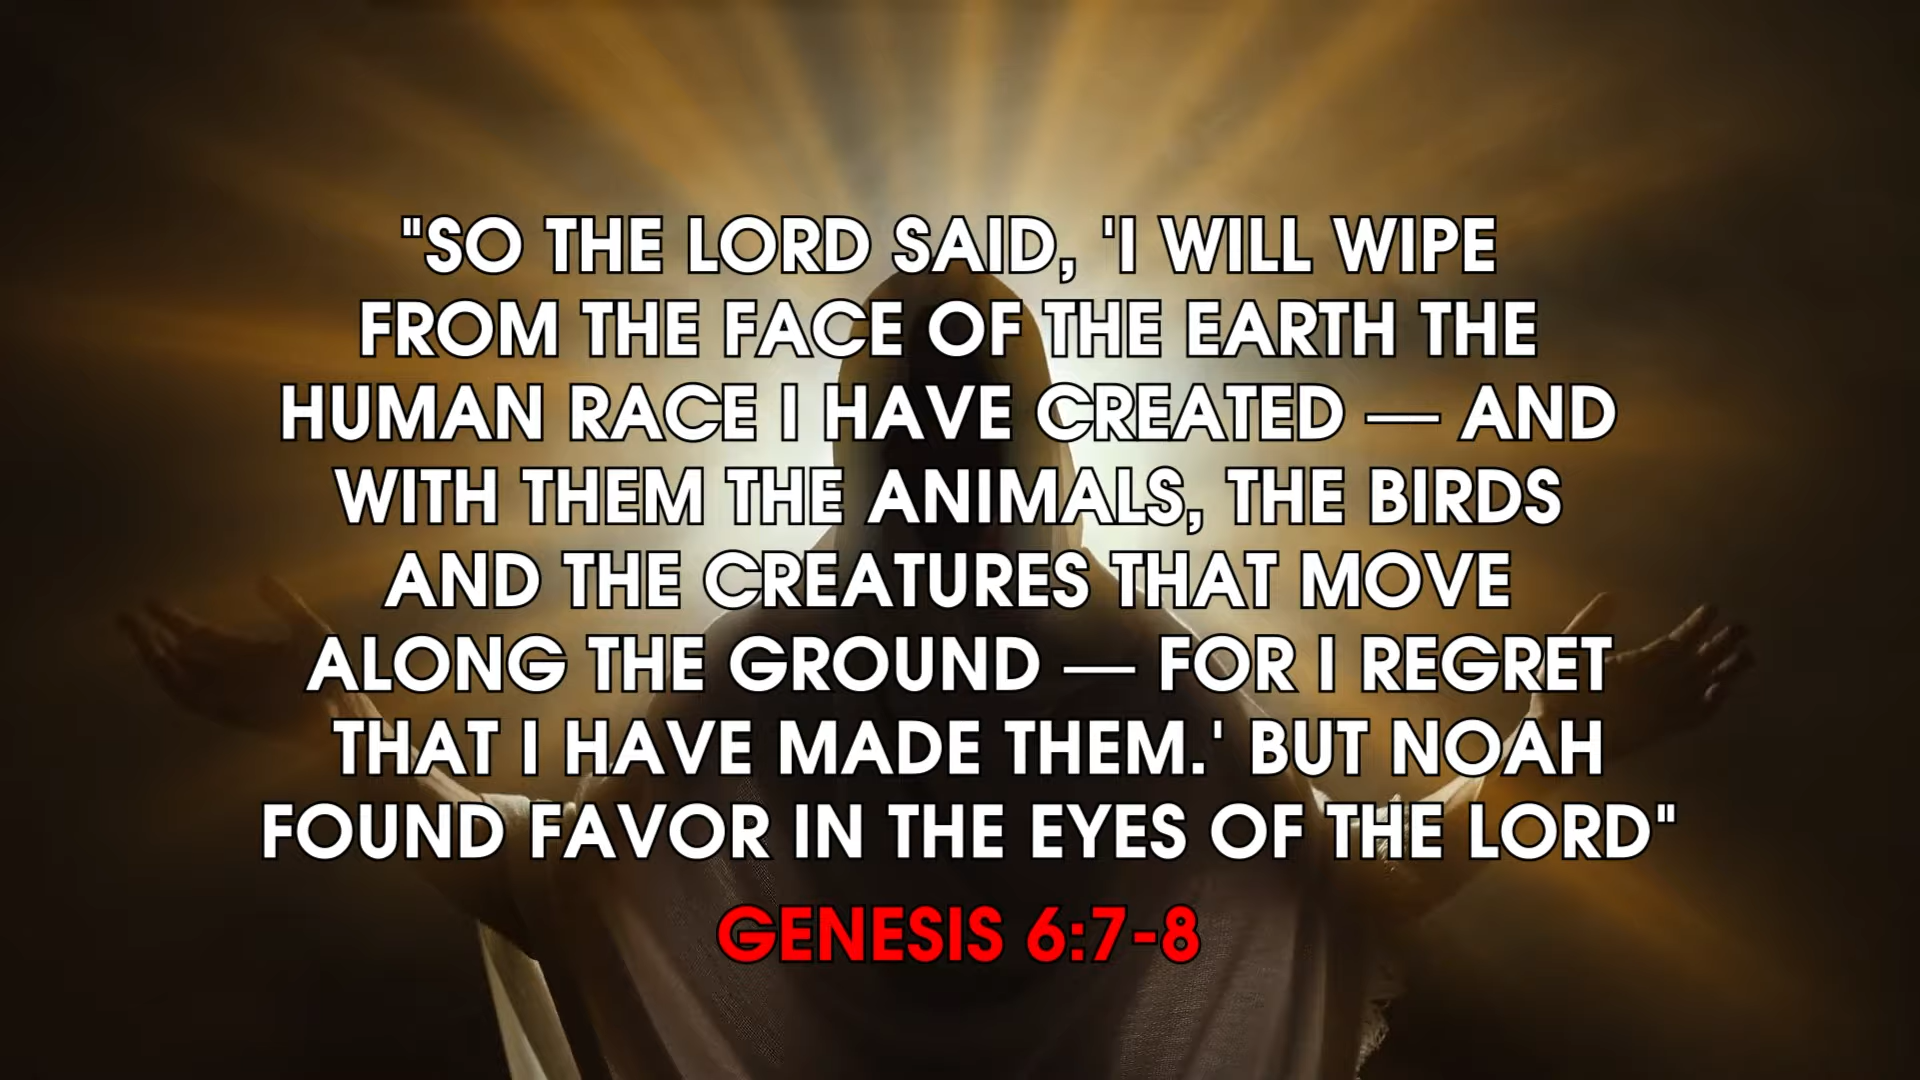 "SO THE LORD SAID, 'I WILL WIPE
FROM THE FACE OF THE EARTH THE
HUMAN RACE I HAVE CREATED — AND
WITH THEM THE ANIMALS, THE BIRDS
AND THE CREATURES THAT MOVE
ALONG THE GROUND — FOR I REGRET
THAT I HAVE MADE THEM.' BUT NOAH
FOUND FAVOR IN THE EYES OF THE LORD"
GENESIS 6:7-8